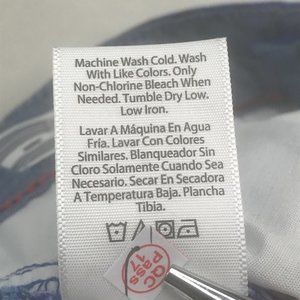 Machine Wash Cold. Wash
With Like Colors. Only
Non-Chlorine Bleach When
Needed. Tumble Dry Low.
Low Iron.
Lavar A Máquina En Agua
Fría. Lavar Con Colores
Similares. Blanqueador Sin
Cloro Solamente Cuando Sea
Necesario. Secar En Secadora
A Temperatura Baja. Plancha
Tibia.
PQC